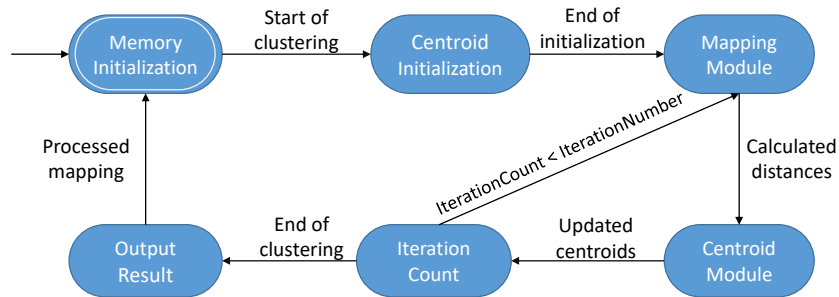 Memory
Initialization
Start of
clustering
Centroid
Initialization
End of
initialization
Mapping
Module
Processed
mapping
IterationCount < IterationNumber
Calculated
distances
Output
Result
End of
clustering
Iteration
Count
Updated
centroids
Centroid
Module